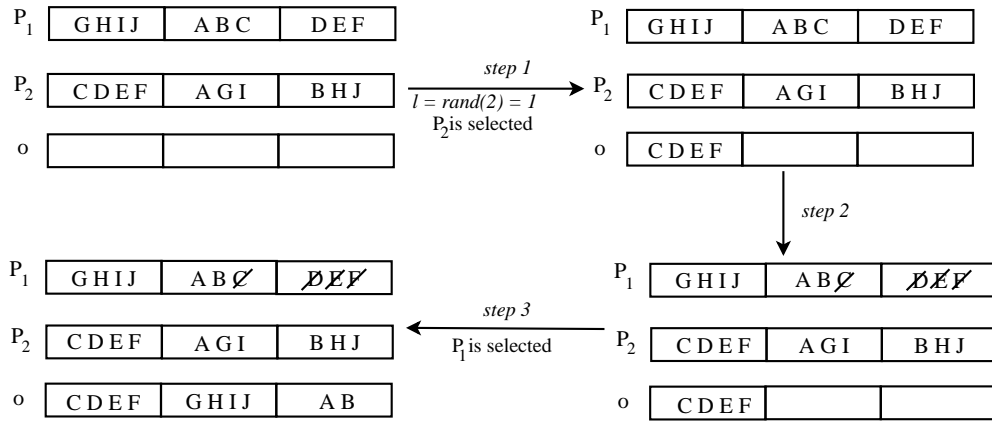 P1 GHIJ ABC DEF
P2 CDEF AGI BHJ
o
step 1
l = rand(2) = 1
P2 is selected
P1 GHIJ ABC DEF
P2 CDEF AGI BHJ
o CDEF
step 2
P1 GHIJ ABC DEF
P2 CDEF AGI BHJ
o CDEF
step 3
P1 is selected
P1 GHIJ ABC DEF
P2 CDEF AGI BHJ
o CDEF GHIJ AB